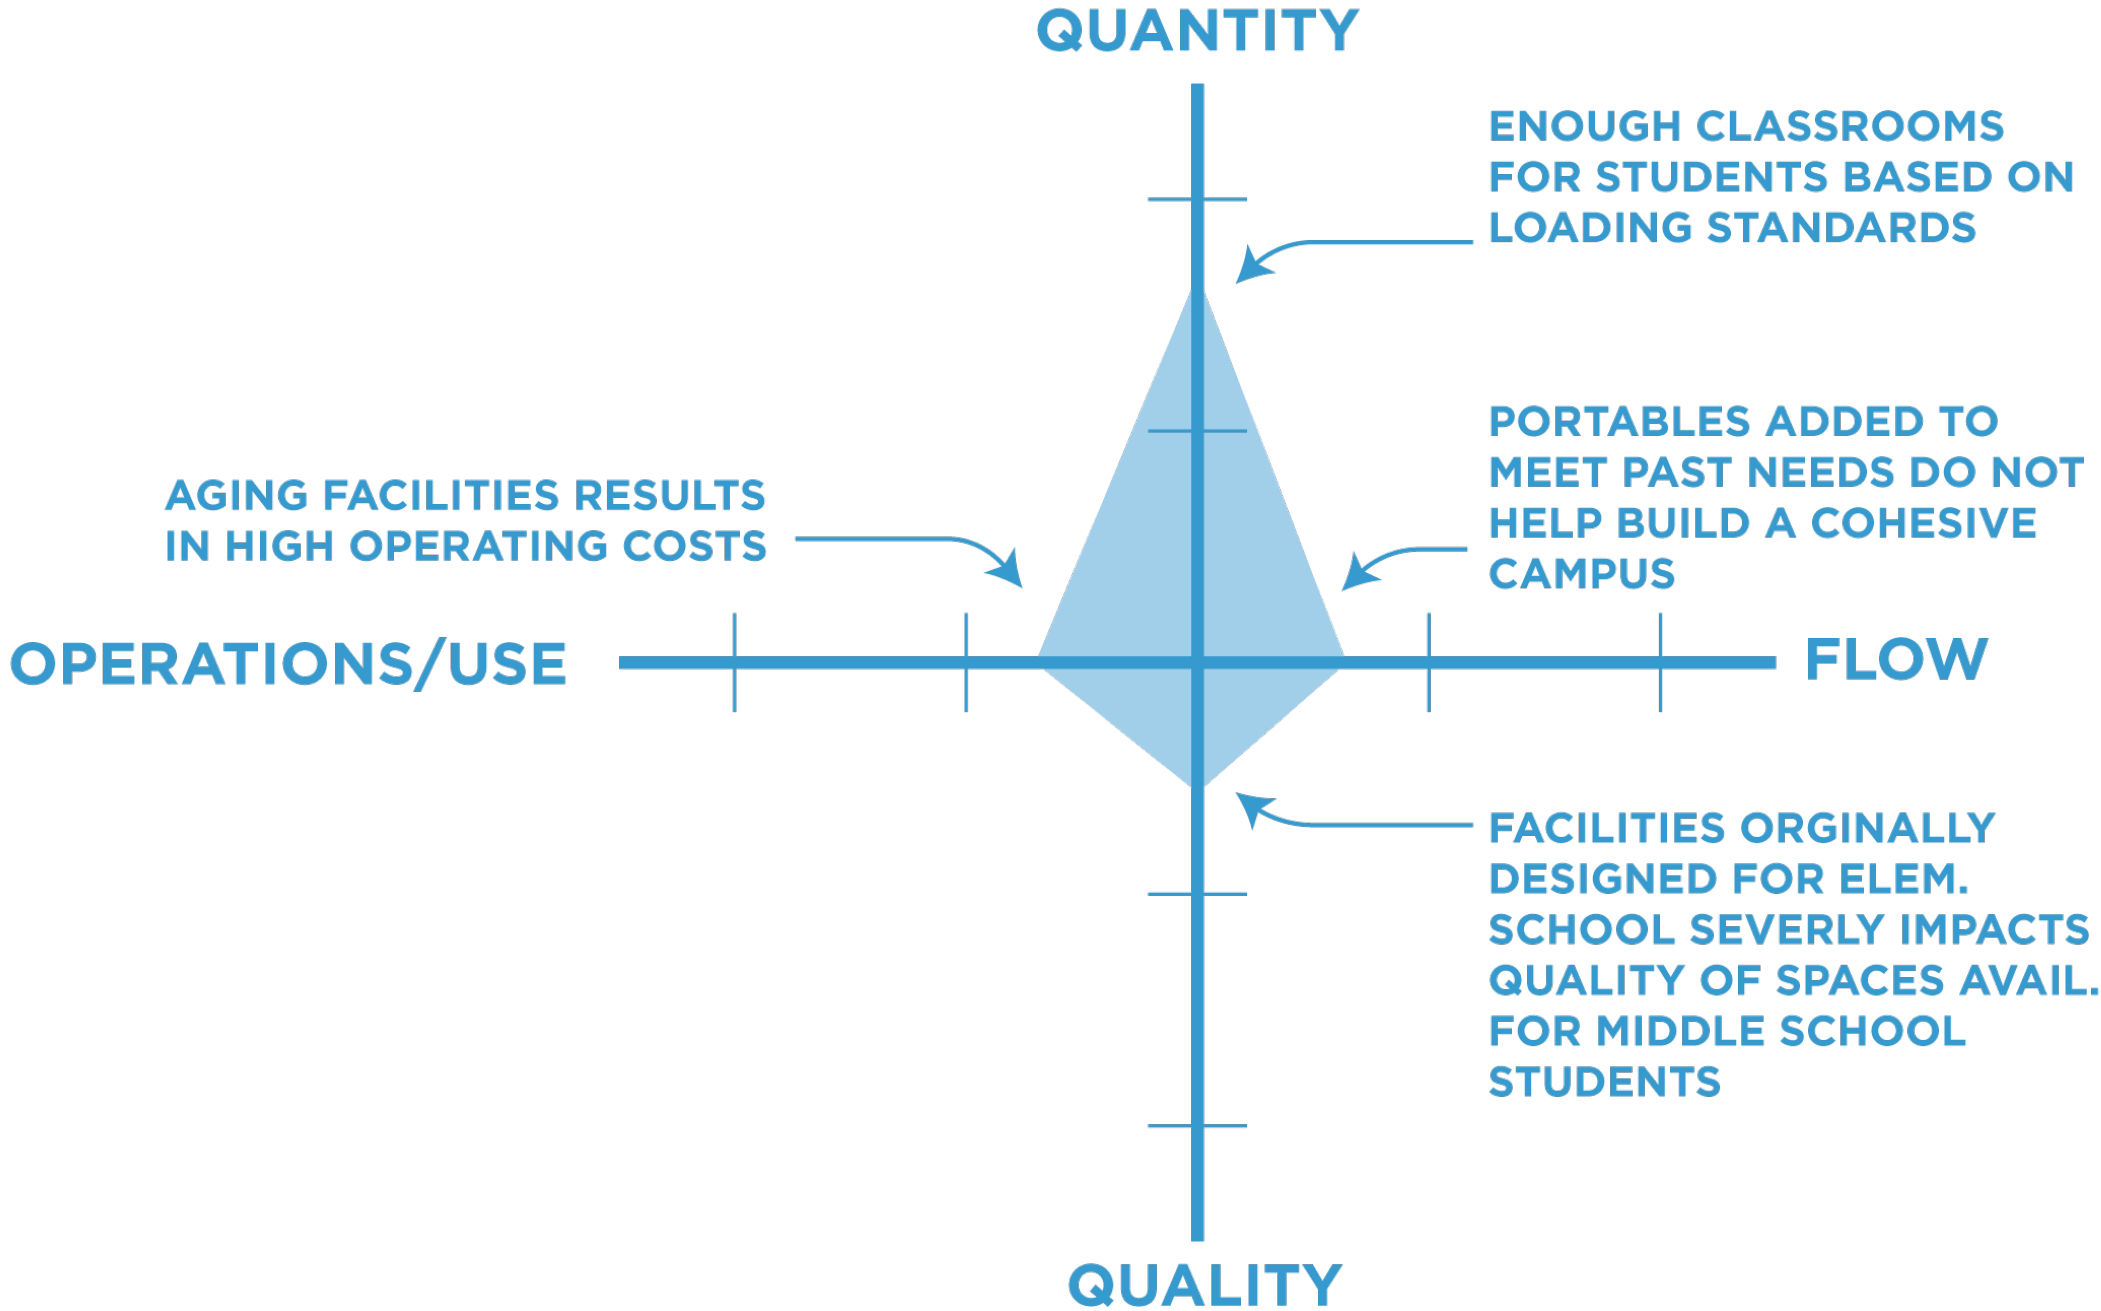 QUANTITY
ENOUGH CLASSROOMS
FOR STUDENTS BASED ON
LOADING STANDARDS
PORTABLES ADDED TO
MEET PAST NEEDS DO NOT
HELP BUILD A COHESIVE
CAMPUS
AGING FACILITIES RESULTS
IN HIGH OPERATING COSTS
OPERATIONS/USE
FLOW
FACILITIES ORGINALLY
DESIGNED FOR ELEM.
SCHOOL SEVERLY IMPACTS
QUALITY OF SPACES AVAIL.
FOR MIDDLE SCHOOL
STUDENTS
QUALITY